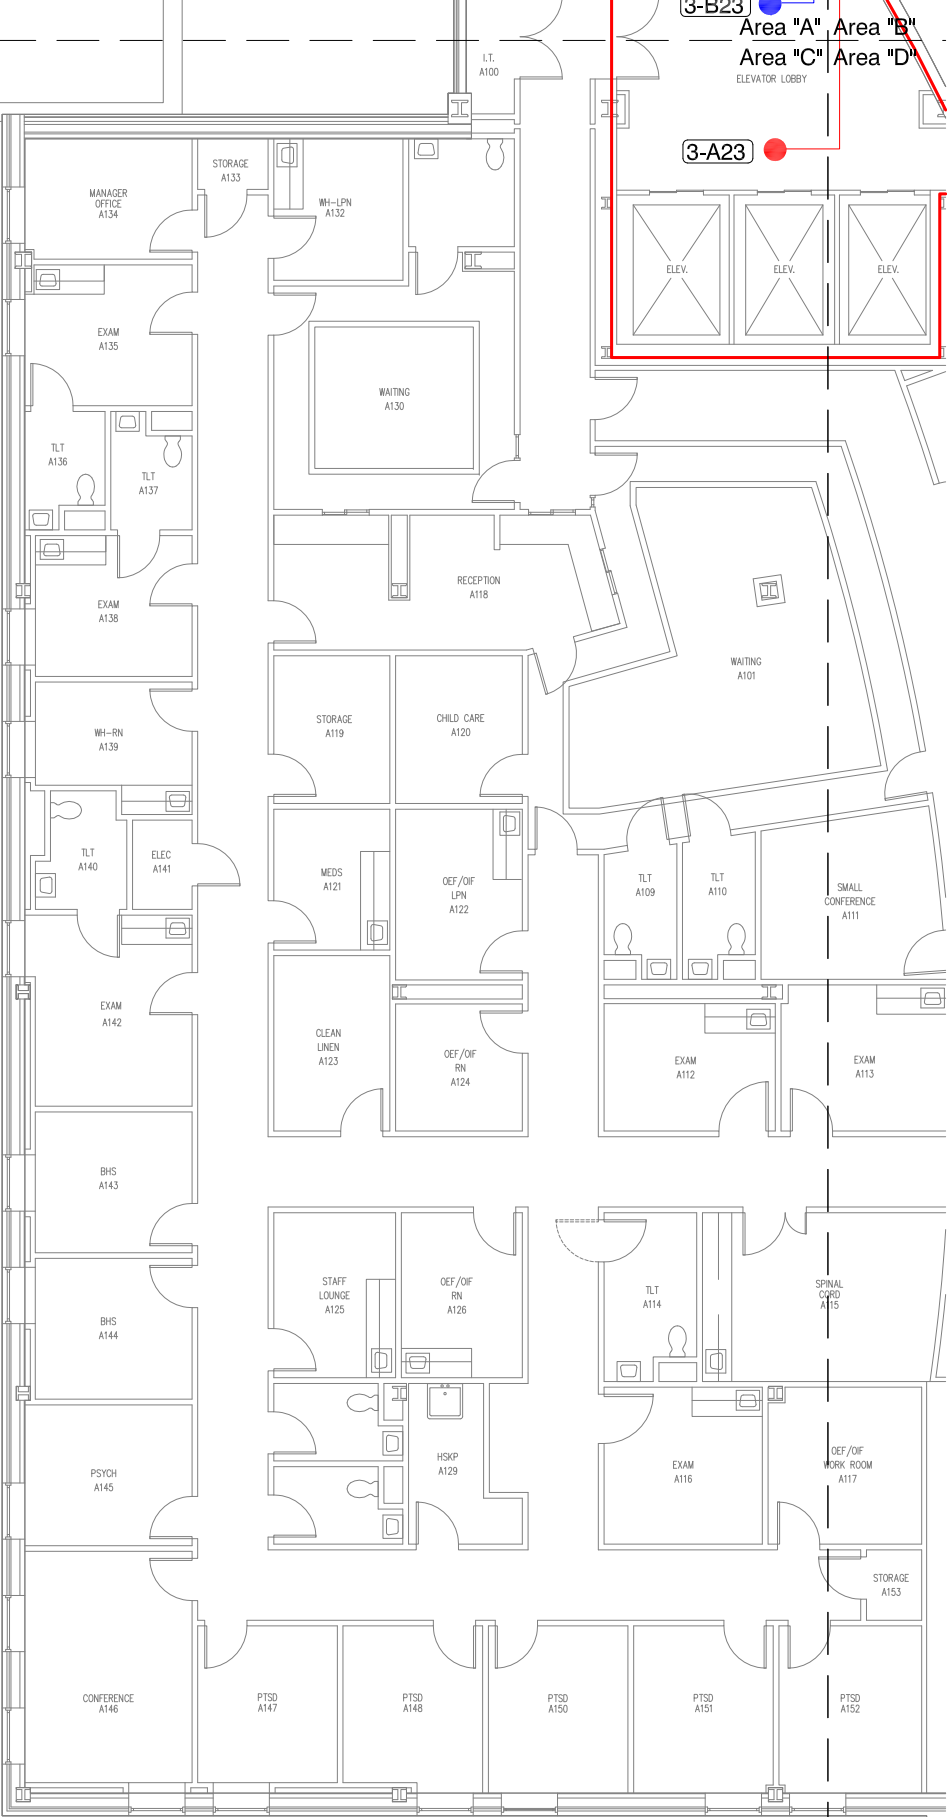 3-B23
Area "A" Area "B"
Area "C" Area "D"
I.T.
A100
ELEVATOR LOBBY
3-A23
STORAGE
A133
MANAGER
OFFICE
A134
WH-LPN
A132
ELEV.
ELEV.
ELEV.
EXAM
A135
WAITING
A130
TLT
A136
TLT
A137
RECEPTION
A118
EXAM
A138
WAITING
A101
STORAGE
A119
CHILD CARE
A120
WH-RN
A139
TLT
A140
ELEC
A141
MEDS
A121
OEF/OIF
LPN
A122
TLT
A109
TLT
A110
SMALL
CONFERENCE
A111
EXAM
A142
CLEAN
LINEN
A123
OEF/OIF
RN
A124
EXAM
A112
EXAM
A113
BHS
A143
STAFF
LOUNGE
A125
OEF/OIF
RN
A126
TLT
A114
SPINAL
CORD
A115
BHS
A144
PSYCH
A145
HSKP
A129
EXAM
A116
OEF/OIF
WORK ROOM
A117
STORAGE
A153
CONFERENCE
A146
PTSD
A147
PTSD
A148
PTSD
A150
PTSD
A151
PTSD
A152